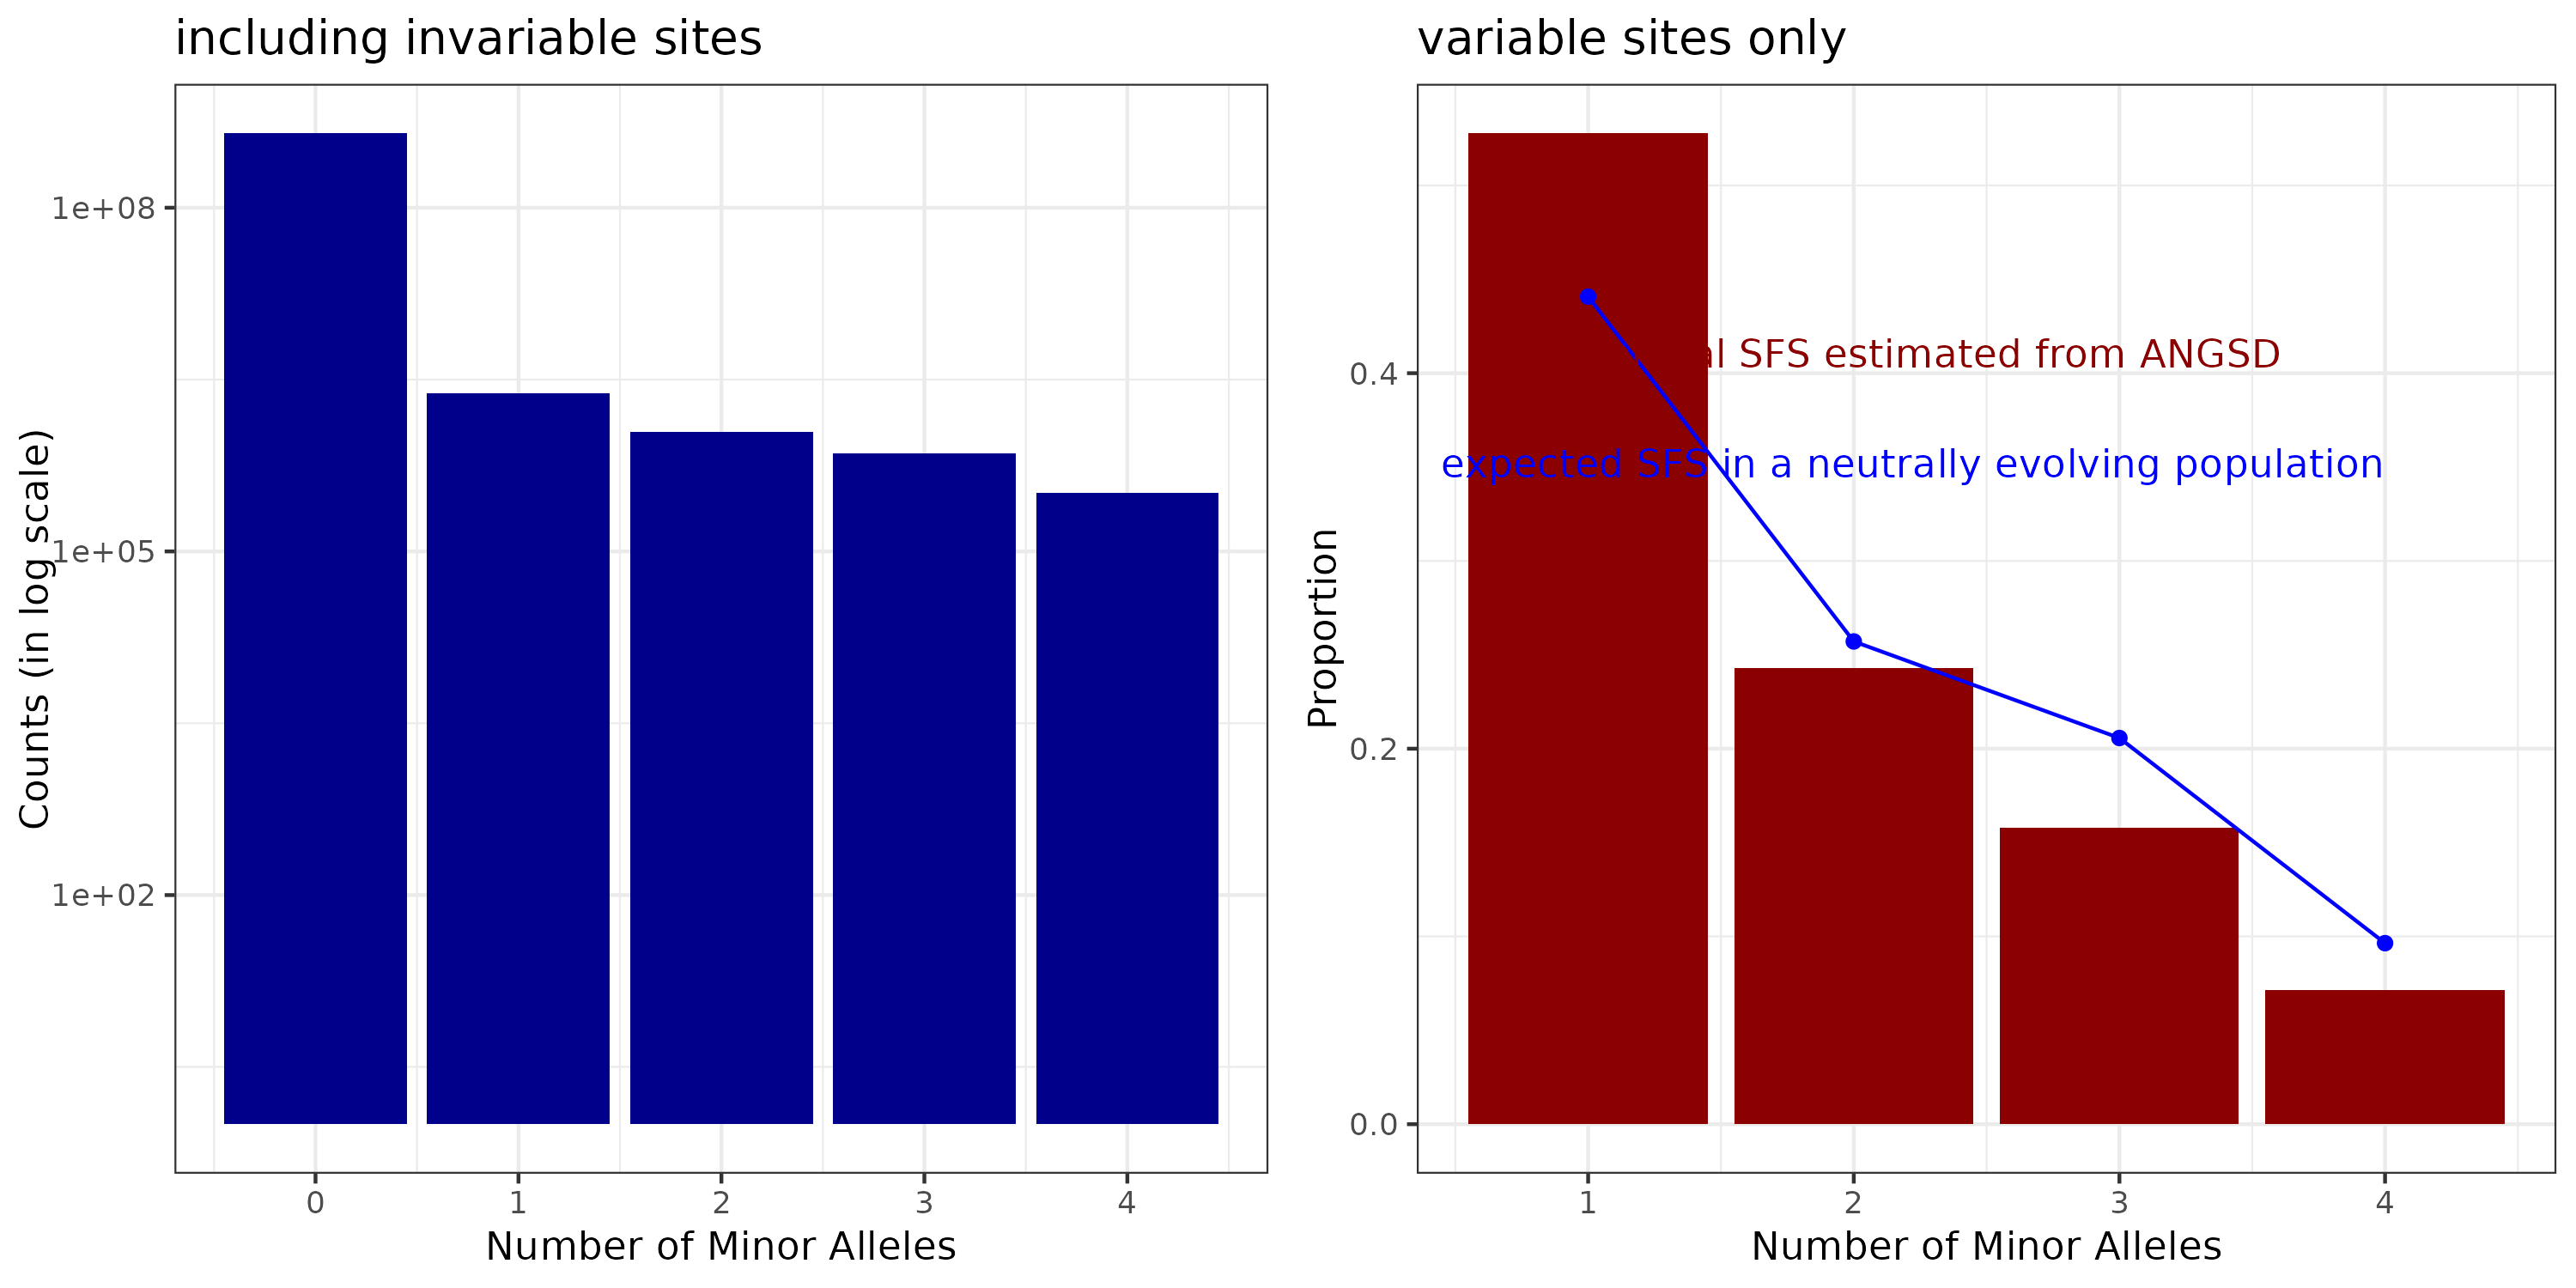 including invariable sites
Counts (in log scale)
1e+08
1e+05
1e+02
0 1 2 3 4
Number of Minor Alleles
variable sites only
Proportion
0.4
0.2
0.0
SFS estimated from ANGSD
expected SFS in a neutrally evolving population
1 2 3 4
Number of Minor Alleles